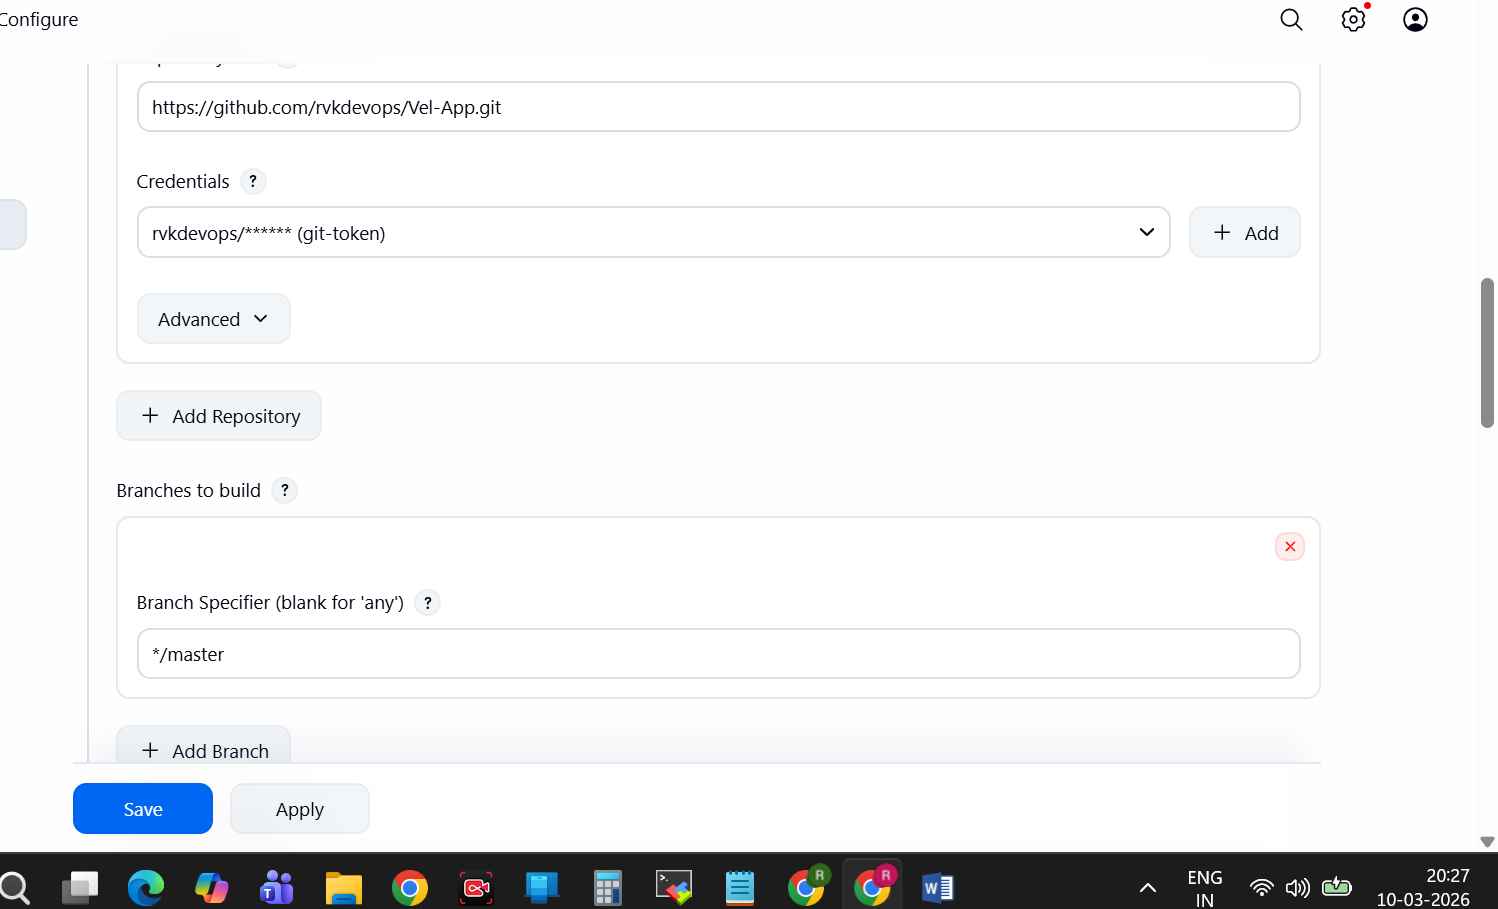 Configure
https://github.com/rvkdevops/Vel-App.git
Credentials ?
rvkdevops/****** (git-token)
+ Add
Advanced
+ Add Repository
Branches to build ?
Branch Specifier (blank for 'any') ?
*/master
+ Add Branch
Save
Apply
R
R
ENG
IN
20:27
10-03-2026